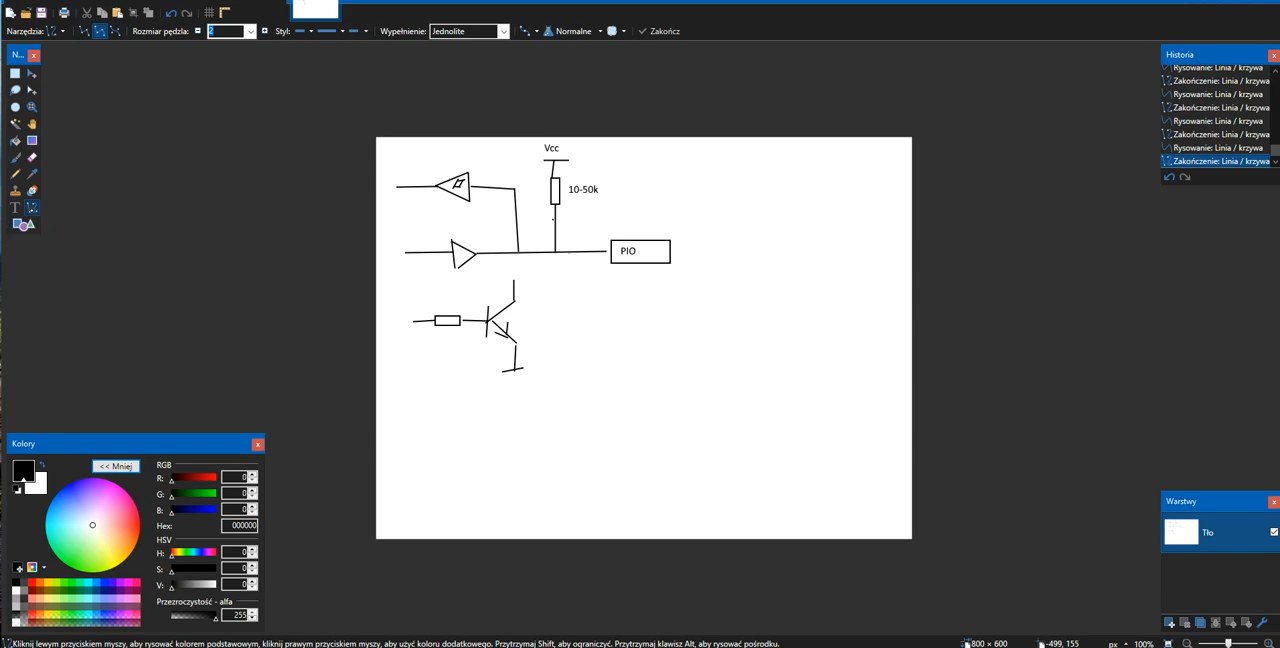 Narzędzia:
Rozmiar pędzla:
2
Styl:
Wypełnienie:
Jednolite
Normalne
Zakończ
N...
Historia
Rysowanie: Linia / krzywa
Zakończenie: Linia / krzywa
Rysowanie: Linia / krzywa
Zakończenie: Linia / krzywa
Rysowanie: Linia / krzywa
Zakończenie: Linia / krzywa
Rysowanie: Linia / krzywa
Zakończenie: Linia / krzywa
Vcc
10-50k
PIO
Kolory
<< Mniej
RGB
R: 0
G: 0
B: 0
Hex: 000000
HSV
H: 0
S: 0
V: 0
Przezroczystość - alfa
255
Warstwy
Tło
Kliknij lewym przyciskiem myszy, aby rysować kolorem podstawowym, kliknij prawym przyciskiem myszy, aby użyć koloru dodatkowego. Przytrzymaj Shift, aby ograniczyć. Przytrzymaj klawisz Alt, aby rysować pośrodku.
800 × 600
-499, 155
px
100%